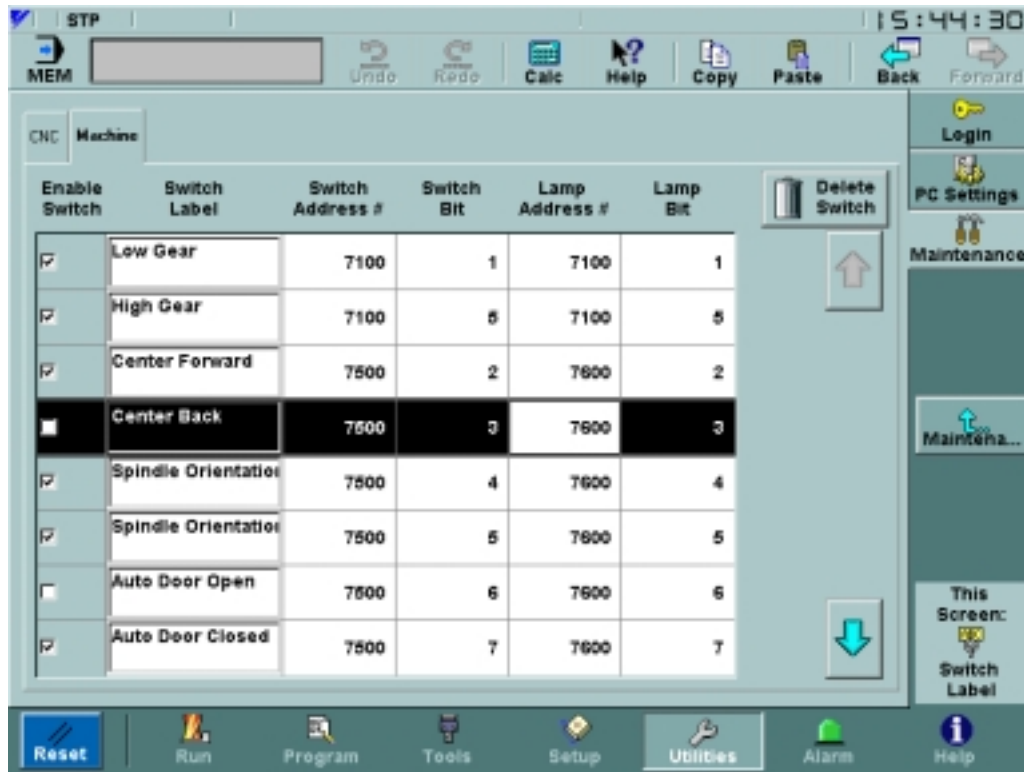 STP
15:44:30
MEM Undo Redo Calc Help Copy Paste Back Forward
CNC Machine
Login
PC Settings
Maintenance
Enable Switch Switch Label Switch Address # Switch Bit Lamp Address # Lamp Bit Delete Switch
Low Gear 7100 1 7100 1
High Gear 7100 5 7100 5
Center Forward 7500 2 7600 2
Center Back 7500 3 7600 3
Spindle Orientation 7500 4 7600 4
Spindle Orientation 7500 5 7600 5
Auto Door Open 7500 6 7600 6
Auto Door Closed 7500 7 7600 7
Maintena...
This Screen:
Switch Label
Reset Run Program Tools Setup Utilities Alarm Help